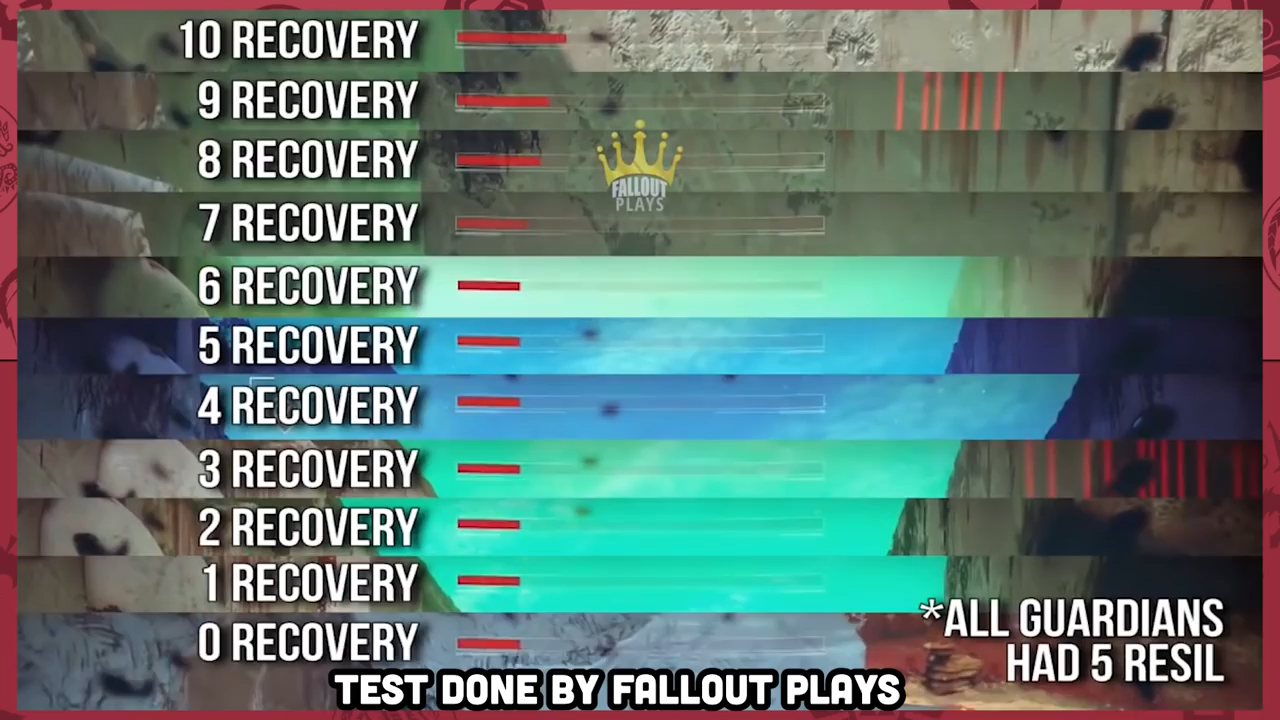 10 RECOVERY
9 RECOVERY
8 RECOVERY
FALLOUT
PLAYS
7 RECOVERY
6 RECOVERY
5 RECOVERY
4 RECOVERY
3 RECOVERY
2 RECOVERY
1 RECOVERY
0 RECOVERY
*ALL GUARDIANS
HAD 5 RESIL
TEST DONE BY FALLOUT PLAYS